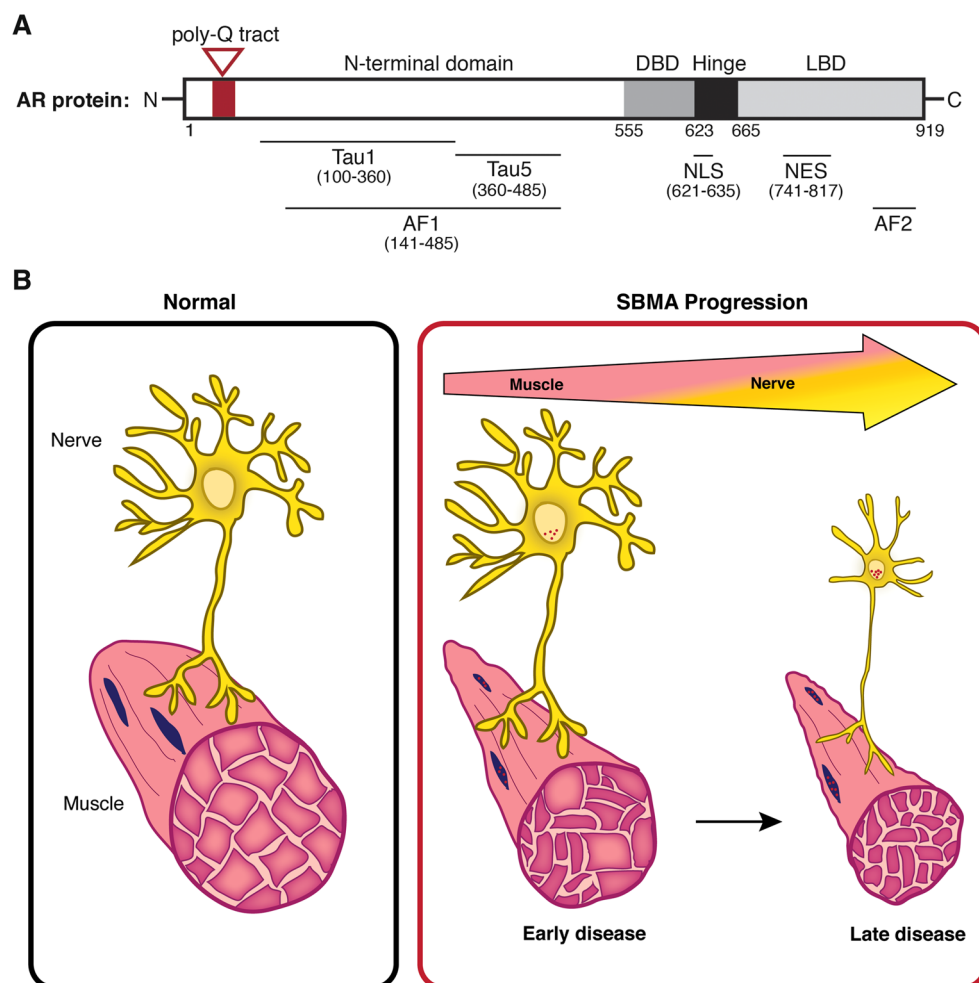 A
poly-Q tract
N-terminal domain
DBD
Hinge
LBD
AR protein:
N
C
1
555
623
665
919
Tau1
(100-360)
Tau5
(360-485)
NLS
(621-635)
NES
(741-817)
AF1
(141-485)
AF2
B
Normal
SBMA Progression
Muscle
Nerve
Nerve
Muscle
Early disease
Late disease